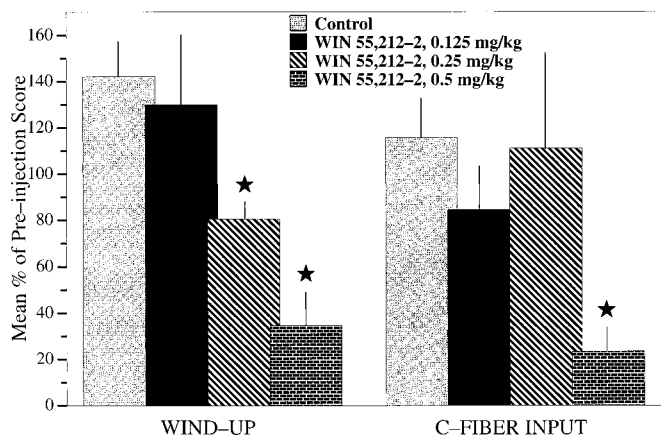 Control
WIN 55,212–2, 0.125 mg/kg
WIN 55,212–2, 0.25 mg/kg
WIN 55,212–2, 0.5 mg/kg
Mean % of Pre–injection Score
160
140
120
100
80
60
40
20
0
WIND–UP
C–FIBER INPUT